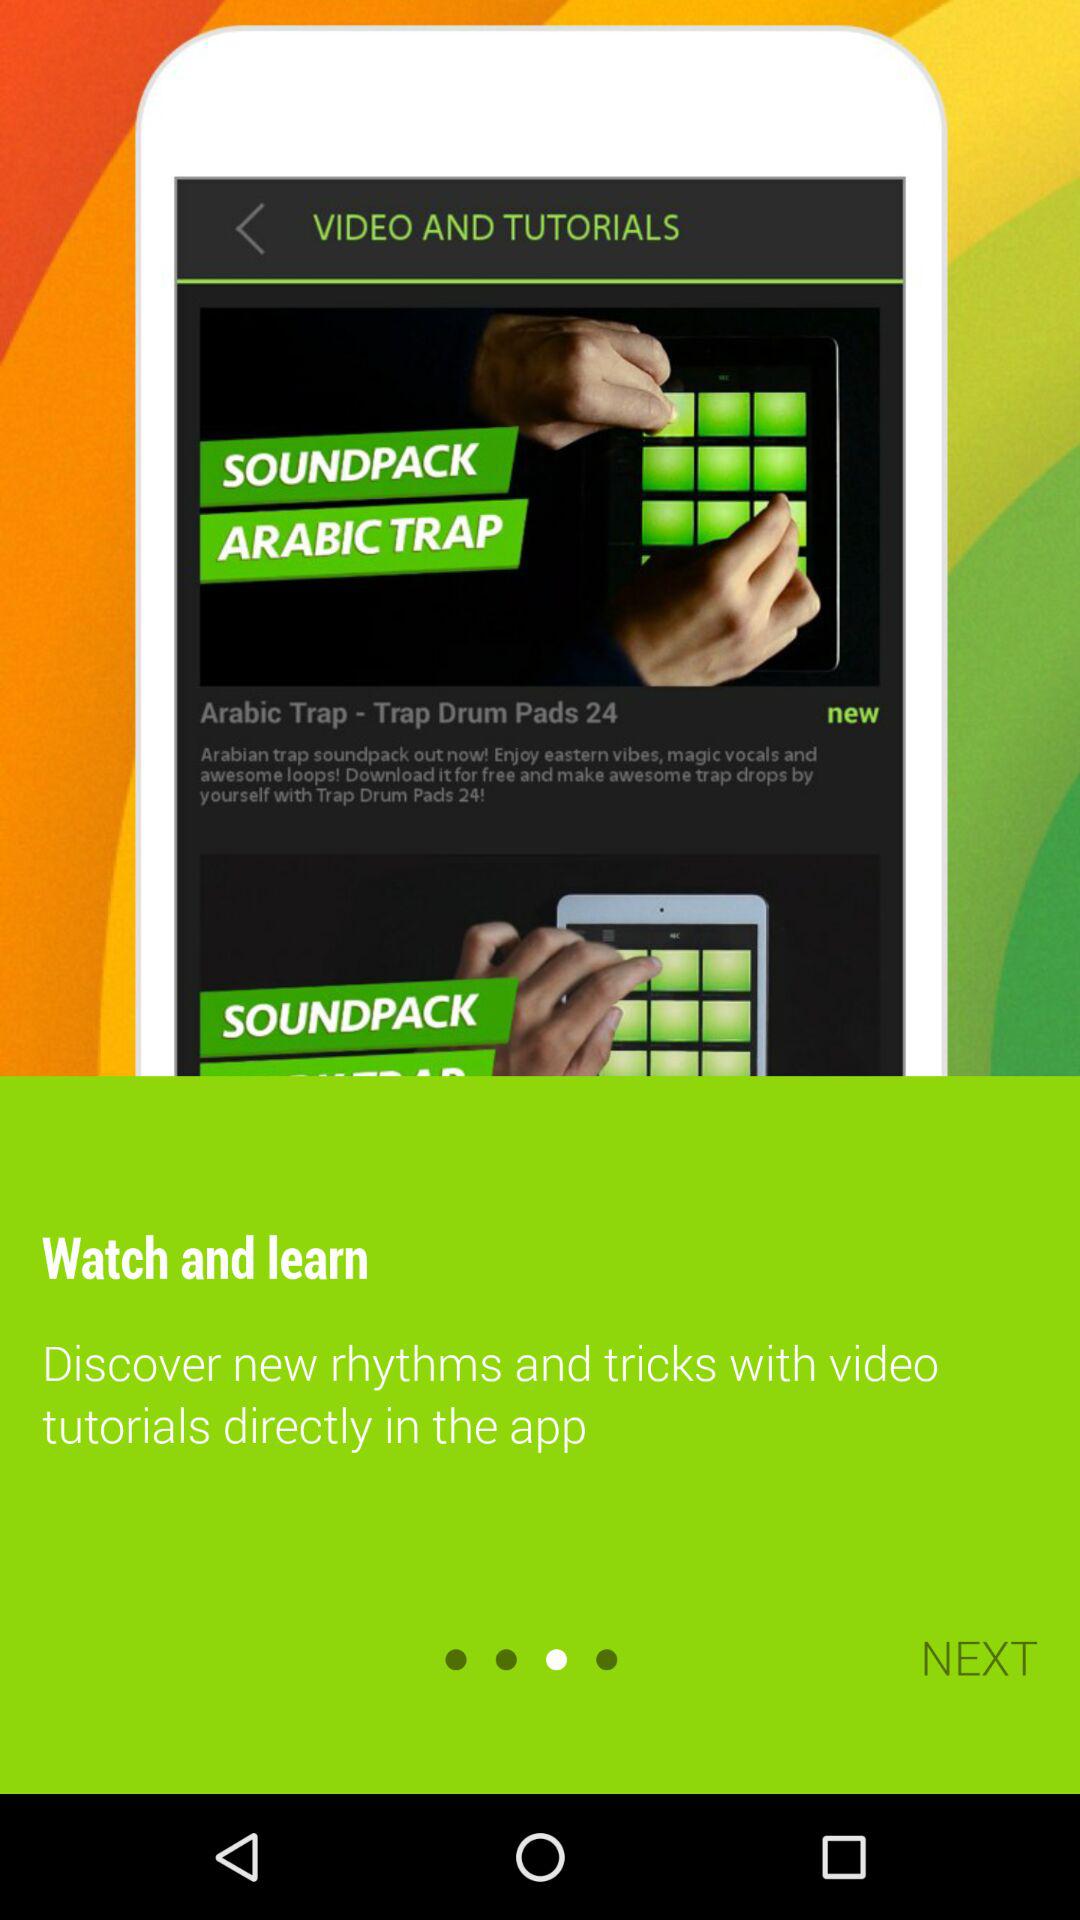 VIDEO AND TUTORIALS
REC
SOUNDPACK
ARABIC TRAP
Arabic Trap - Trap Drum Pads 24 new
Arabian trap soundpack out now! Enjoy eastern vibes, magic vocals and
awesome loops! Download it for free and make awesome trap drops by
yourself with Trap Drum Pads 24!
REC
SOUNDPACK
TRAP
Watch and learn
Discover new rhythms and tricks with video
tutorials directly in the app
NEXT